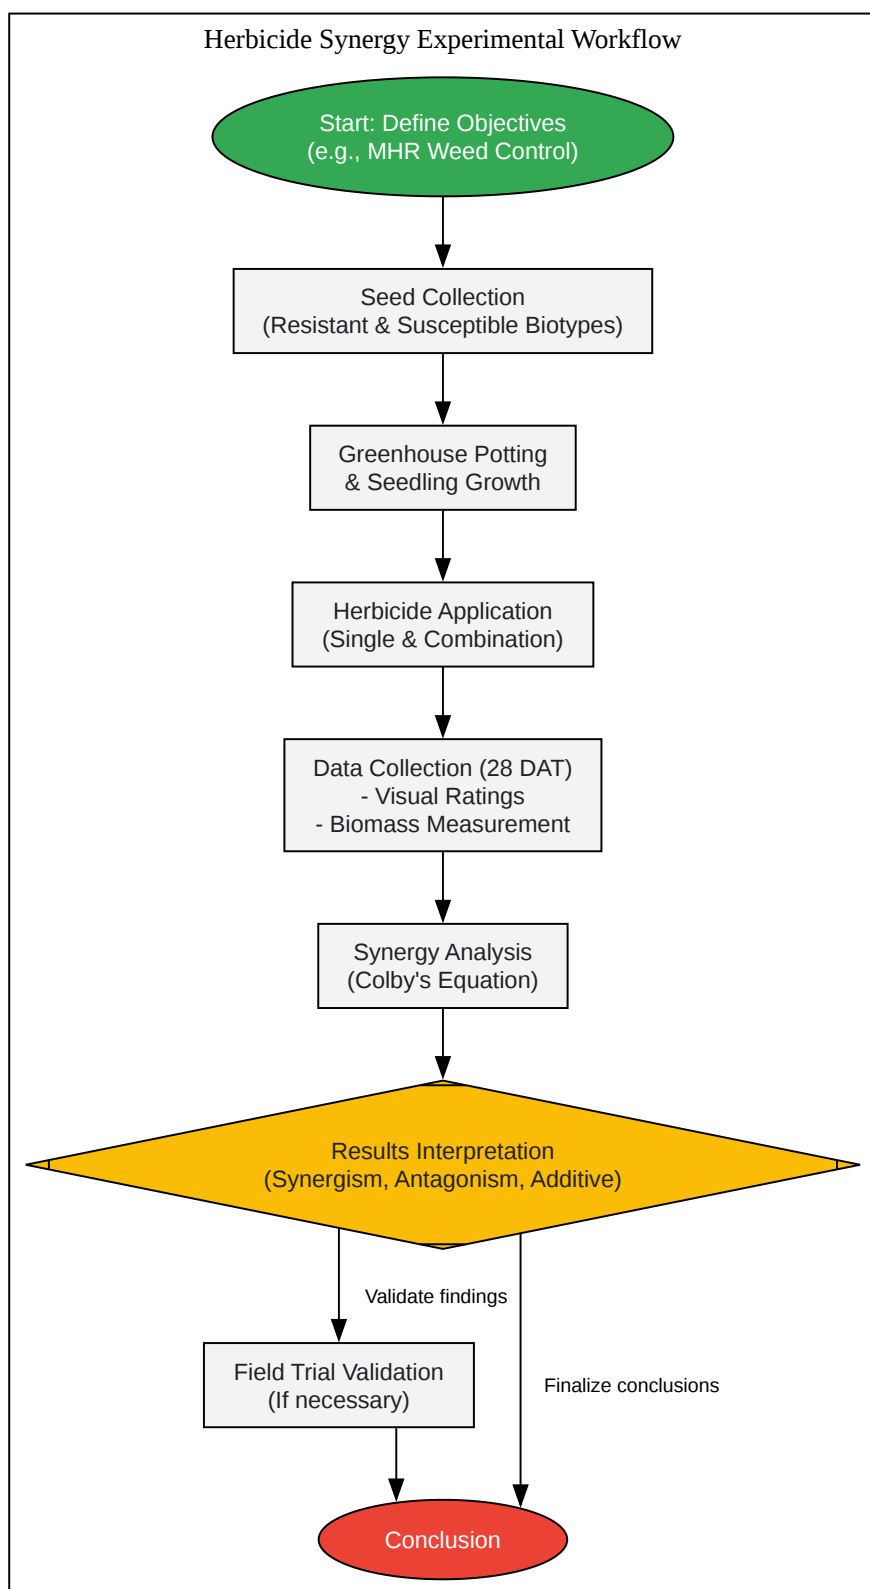 Herbicide Synergy Experimental Workflow
Start: Define Objectives
(e.g., MHR Weed Control)
Seed Collection
(Resistant & Susceptible Biotypes)
Greenhouse Potting
& Seedling Growth
Herbicide Application
(Single & Combination)
Data Collection (28 DAT)
- Visual Ratings
- Biomass Measurement
Synergy Analysis
(Colby's Equation)
Results Interpretation
(Synergism, Antagonism, Additive)
Validate findings
Field Trial Validation
(If necessary)
Finalize conclusions
Conclusion